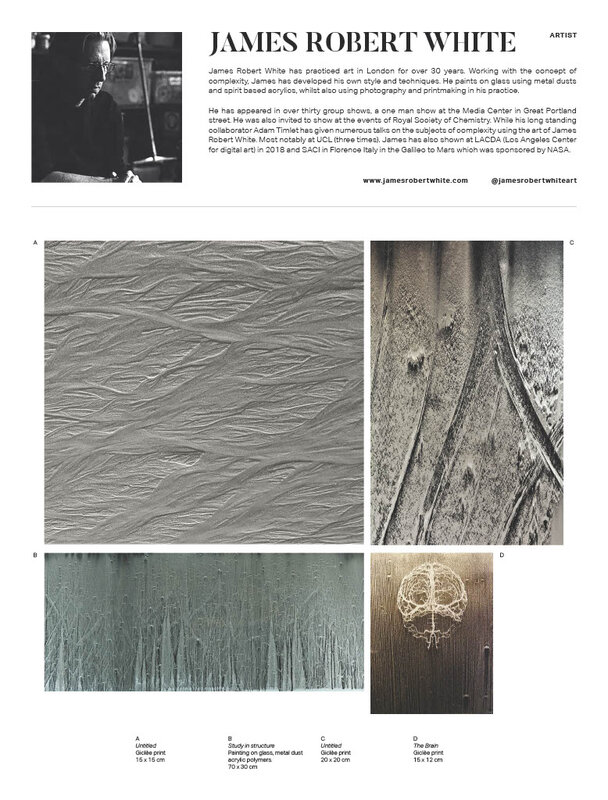 JAMES ROBERT WHITE
ARTIST
James Robert White has practiced art in London for over 30 years. Working with the concept of
complexity, James has developed his own style and techniques. He paints on glass using metal dusts
and spirit based acrylics, whilst also using photography and printmaking in his practice.
He has appeared in over thirty group shows, a one man show at the Media Center in Great Portland
street. He was also invited to show at the events of Royal Society of Chemistry. While his long standing
collaborator Adam Timlet has given numerous talks on the subjects of complexity using the art of James
Robert White. Most notably at UCL (three times). James has also shown at LACDA (Los Angeles Center
for digital art) in 2018 and SACI in Florence Italy in the Galileo to Mars which was sponsored by NASA.
www.jamesrobertwhite.com
@jamesrobertwhiteart
A
C
B
D
A
Untitled
Giclèe print
15 x 15 cm
B
Study in structure
Painting on glass, metal dust
acrylic polymers.
70 x 30 cm
C
Untitled
Giclèe print
20 x 20 cm
D
The Brain
Giclèe print
15 x 12 cm